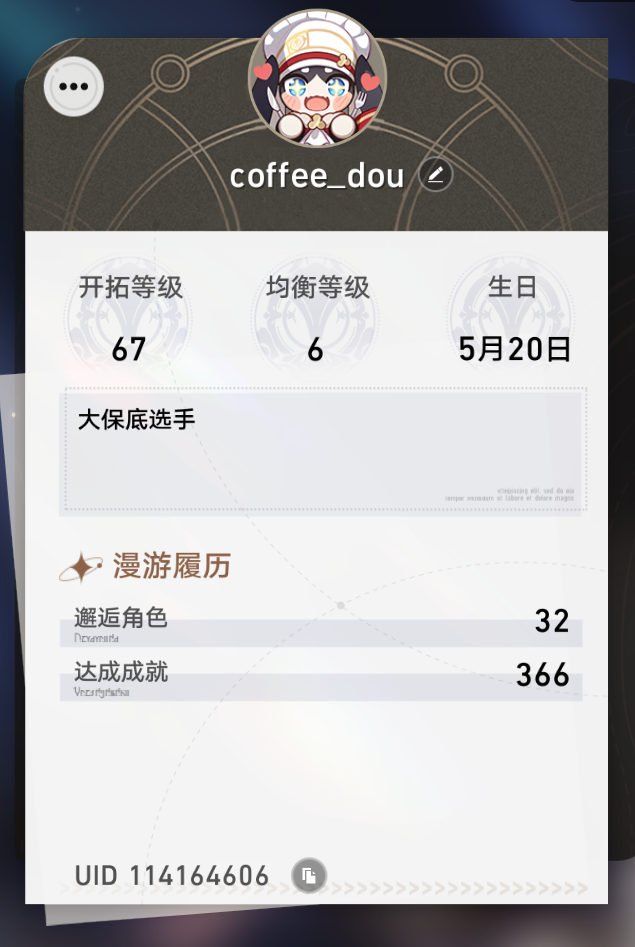 coffee_dou
开拓等级
均衡等级
生日
67
6
5月20日
大保底选手
漫游履历
邂逅角色
32
达成成就
366
UID 114164606